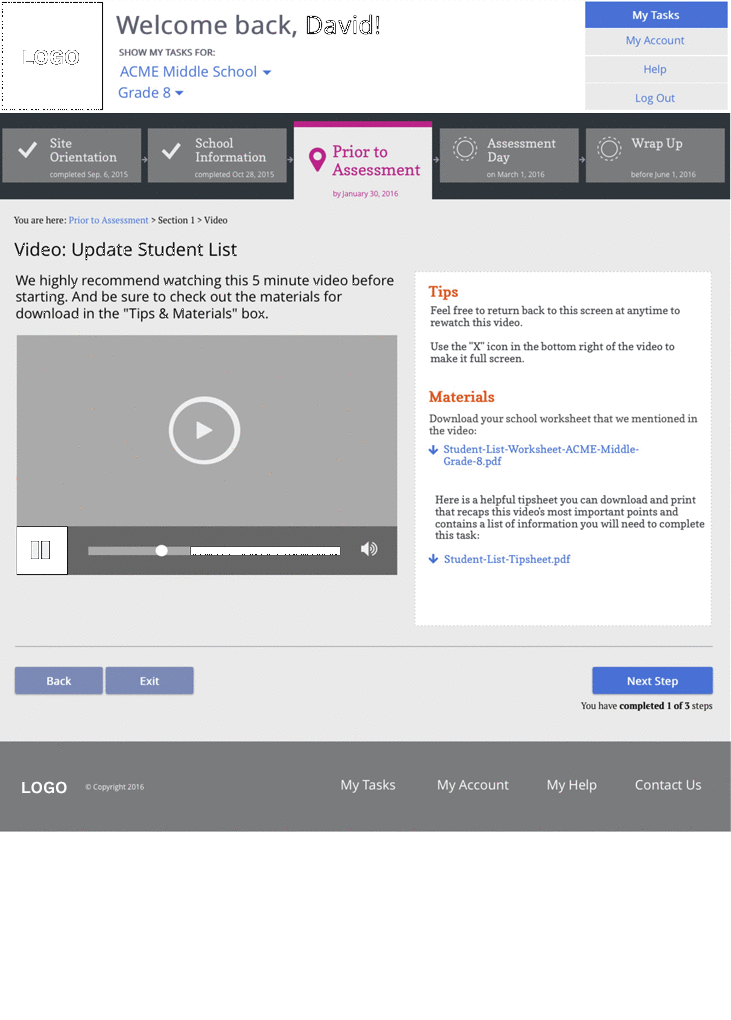 LOGO
Welcome back, David!
SHOW MY TASKS FOR:
ACME Middle School
Grade 8
My Tasks
My Account
Help
Log Out
Site
Orientation
completed Sep. 6, 2015
School
Information
completed Oct 28, 2015
Prior to
Assessment
by January 30, 2016
Assessment
Day
on March 1, 2016
Wrap Up
before June 1, 2016
You are here: Prior to Assessment > Section 1 > Video
Video: Update Student List
We highly recommend watching this 5 minute video before
starting. And be sure to check out the materials for
download in the "Tips & Materials" box.
Tips
Feel free to return back to this screen at anytime to
rewatch this video.
Use the "X" icon in the bottom right of the video to
make it full screen.
Materials
Download your school worksheet that we mentioned in
the video:
Student-List-Worksheet-ACME-Middle-
Grade-8.pdf
Here is a helpful tipsheet you can download and print
that recaps this video's most important points and
contains a list of information you will need to complete
this task:
Student-List-Tipsheet.pdf
Back
Exit
Next Step
You have completed 1 of 3 steps
LOGO
© Copyright 2016
My Tasks
My Account
My Help
Contact Us